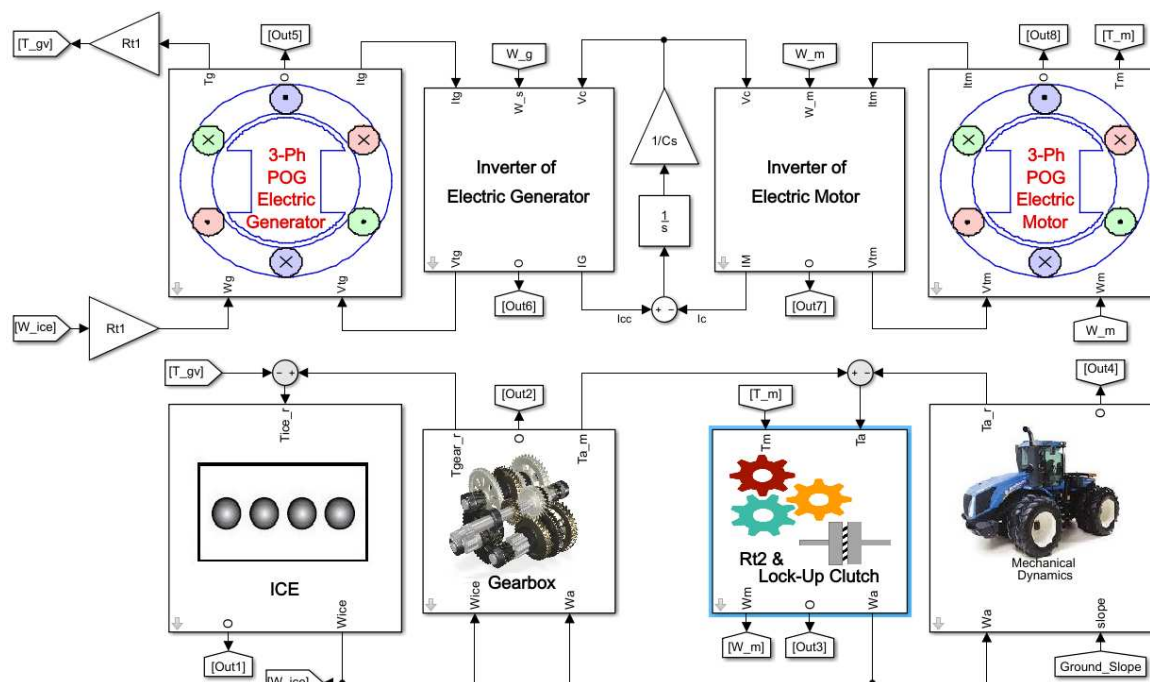 [T_gv]
Rt1
[Out5]
W_g
W_m
[Out8]
[T_m]
Tg
O
Itg
Itg
W_s
Vc
Vc
W_m
Itm
Itm
O
Tm
3-Ph
POG
Electric
Generator
Inverter of
Electric Generator
1/Cs
Inverter of
Electric Motor
3-Ph
POG
Electric
Motor
1
s
Wg
Vtg
Vtg
O
IG
IM
O
Vtm
Vtm
Wm
[Out6]
[Out7]
[W_ice]
Rt1
Icc
+
−
Ic
W_m
[T_gv]
−
+
[Out2]
[T_m]
+
−
[Out4]
Tice_r
Tgear_r
O
Ta_m
Tm
Ta
Ta_r
O
ICE
Gearbox
Rt2 &
Lock-Up Clutch
Mechanical
Dynamics
O
Wice
Wice
Wa
Wm
O
Wa
Wa
slope
[Out1]
[W_ice]
[W_m]
[Out3]
Ground_Slope